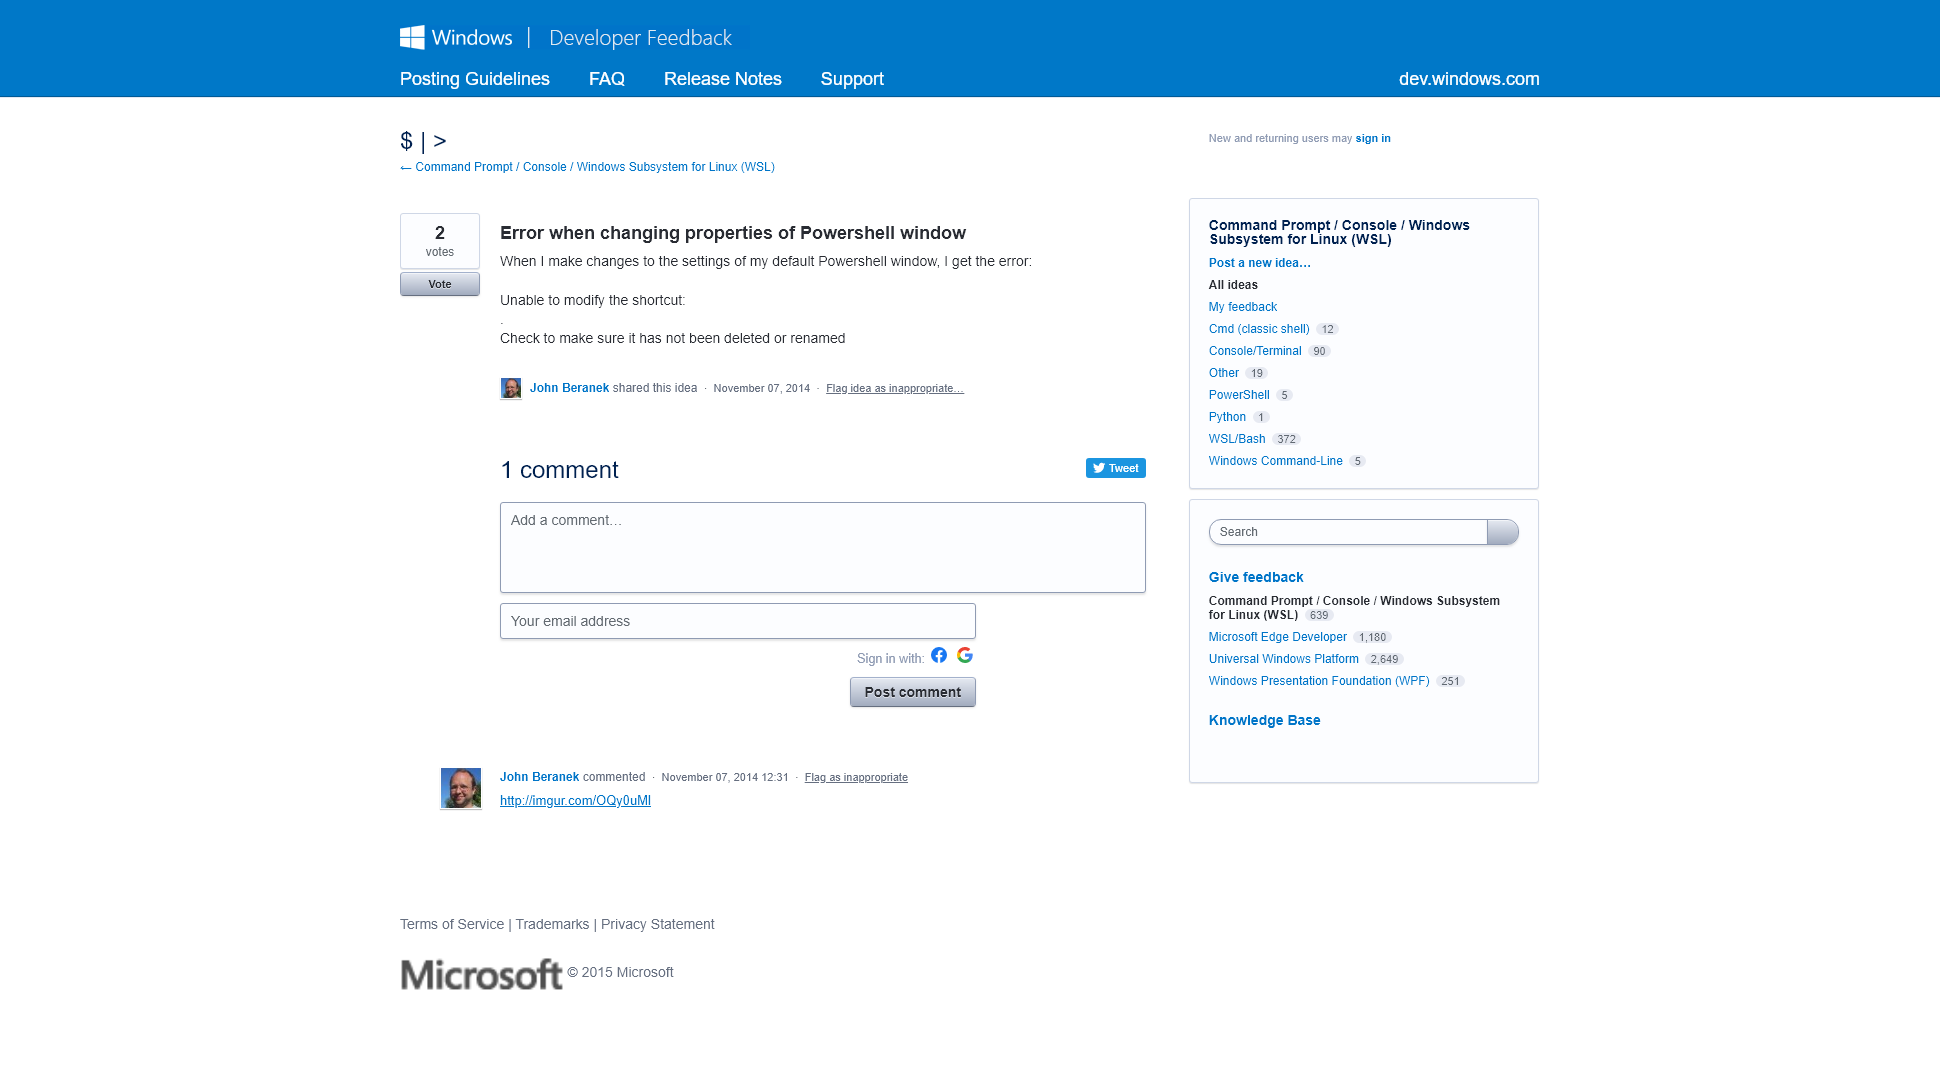 Windows | Developer Feedback
Posting Guidelines FAQ Release Notes Support dev.windows.com
$ | >
← Command Prompt / Console / Windows Subsystem for Linux (WSL)
New and returning users may sign in
2
votes
Vote
Error when changing properties of Powershell window
When I make changes to the settings of my default Powershell window, I get the error:
Unable to modify the shortcut:
.
Check to make sure it has not been deleted or renamed
John Beranek shared this idea · November 07, 2014 · Flag idea as inappropriate…
1 comment
Tweet
Add a comment…
Your email address
Sign in with:
Post comment
John Beranek commented · November 07, 2014 12:31 · Flag as inappropriate
http://imgur.com/OQy0uMl
Command Prompt / Console / Windows
Subsystem for Linux (WSL)
Post a new idea…
All ideas
My feedback
Cmd (classic shell) 12
Console/Terminal 90
Other 19
PowerShell 5
Python 1
WSL/Bash 372
Windows Command-Line 5
Search
Give feedback
Command Prompt / Console / Windows Subsystem
for Linux (WSL) 639
Microsoft Edge Developer 1,180
Universal Windows Platform 2,649
Windows Presentation Foundation (WPF) 251
Knowledge Base
Terms of Service | Trademarks | Privacy Statement
Microsoft © 2015 Microsoft